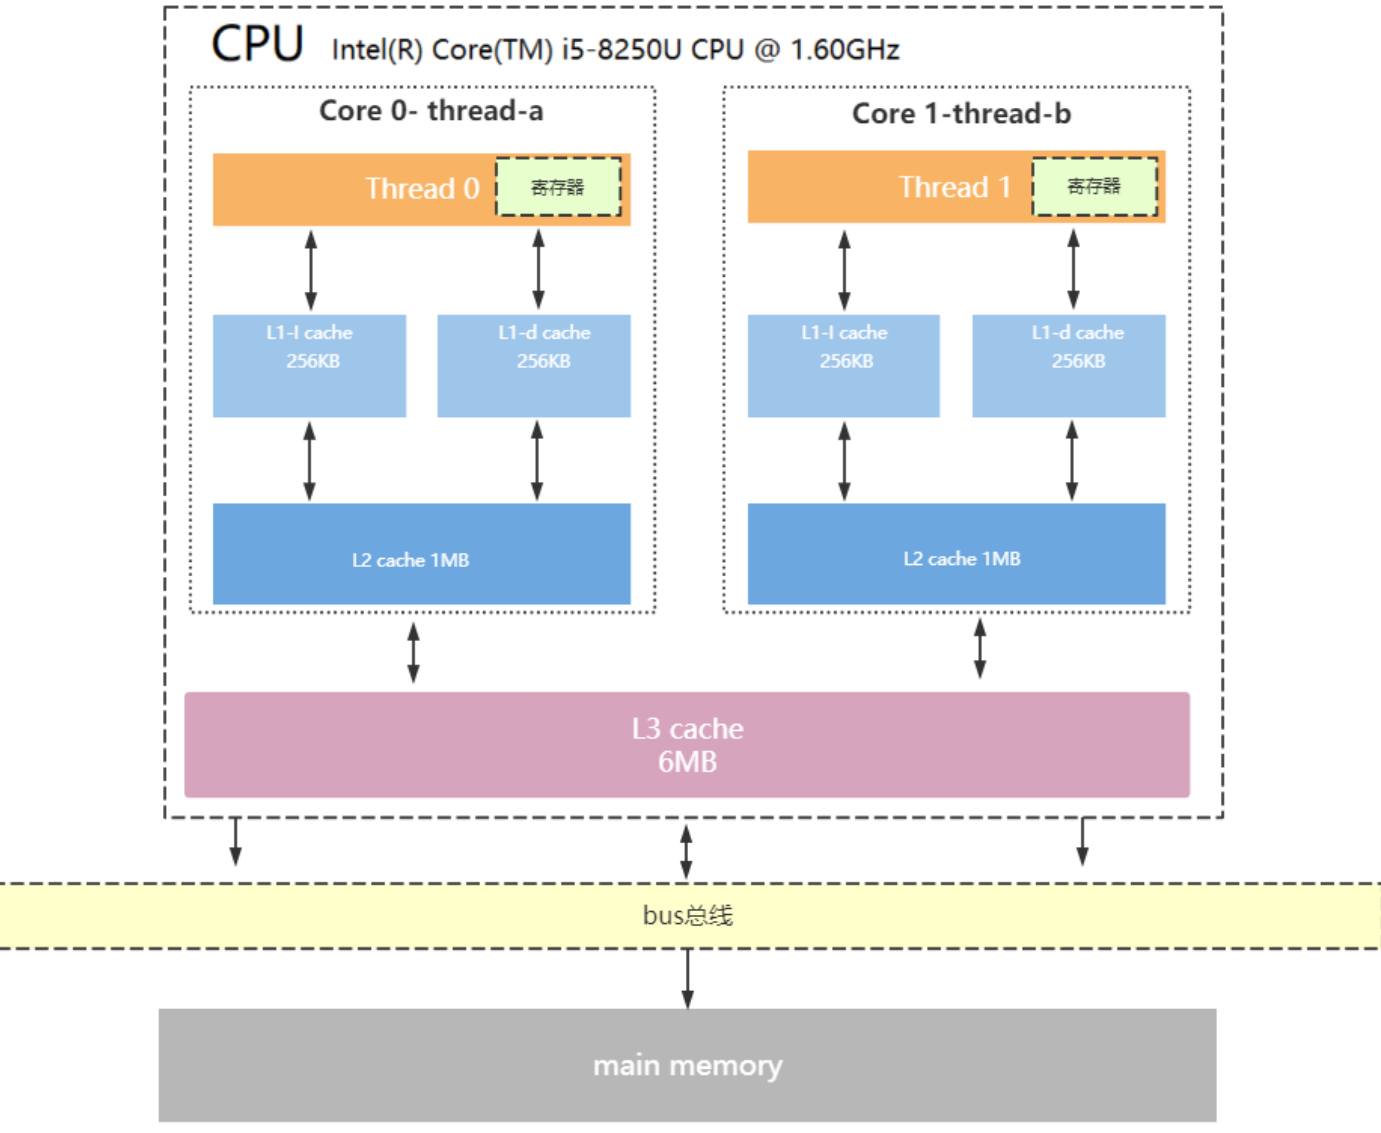 CPU Intel(R) Core(TM) i5-8250U CPU @ 1.60GHz
Core 0- thread-a
Thread 0 寄存器
L1-I cache
256KB
L1-d cache
256KB
L2 cache 1MB
Core 1-thread-b
Thread 1 寄存器
L1-I cache
256KB
L1-d cache
256KB
L2 cache 1MB
L3 cache
6MB
bus总线
main memory